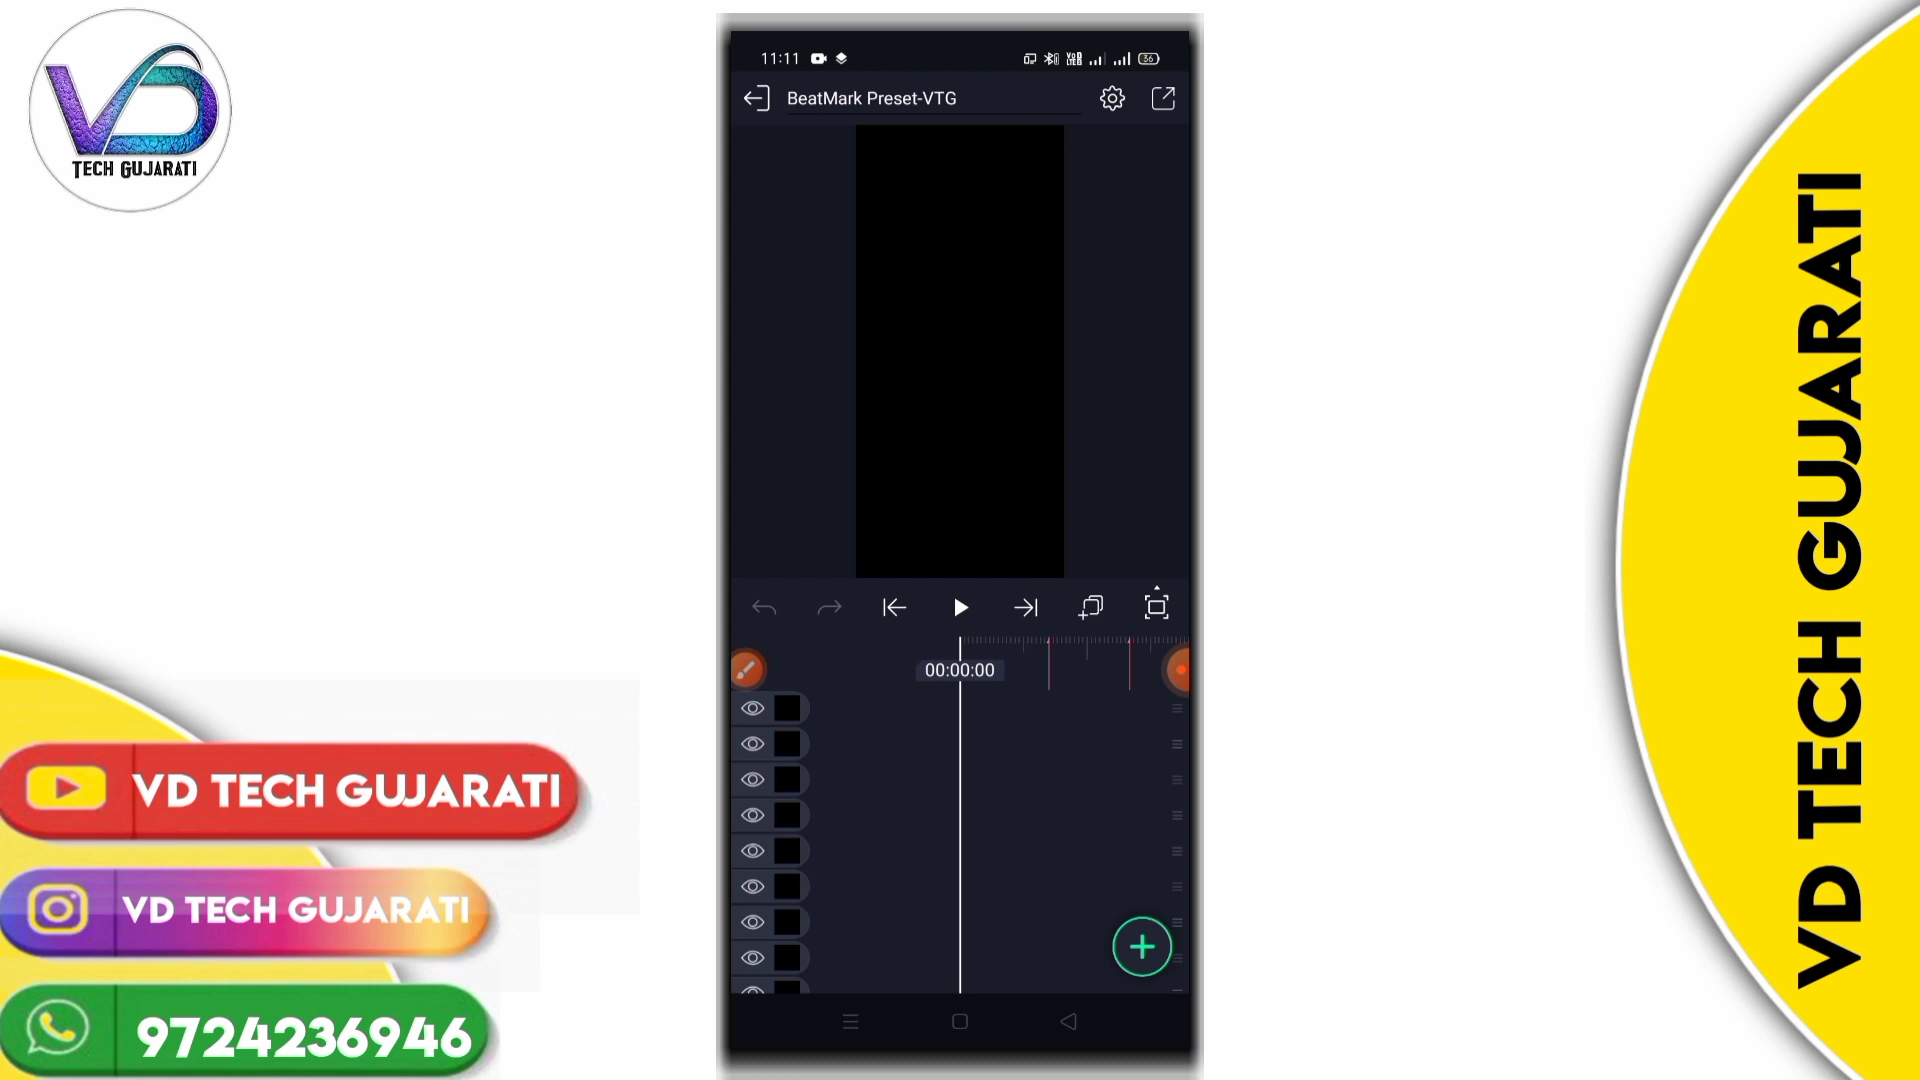 VD
TECH GUJARATI
11:11
36
BeatMark Preset-VTG
00:00:00
VD TECH GUJARATI
VD TECH GUJARATI
9724236946
VD TECH GUJARATI